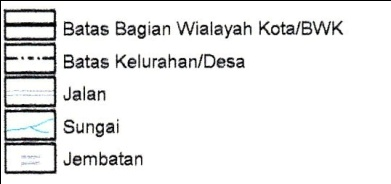 Batas Bagian Wialayah Kota/BWK
Batas Kelurahan/Desa
Jalan
Sungai
Jembatan